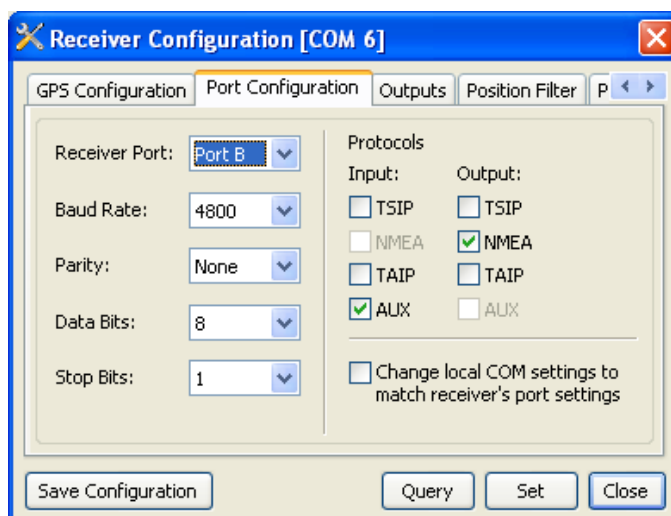 Receiver Configuration [COM 6]
GPS Configuration
Port Configuration
Outputs
Position Filter
P
Receiver Port:
Port B
Baud Rate:
4800
Parity:
None
Data Bits:
8
Stop Bits:
1
Protocols
Input:
Output:
TSIP
TSIP
NMEA
NMEA
TAIP
TAIP
AUX
AUX
Change local COM settings to
match receiver's port settings
Save Configuration
Query
Set
Close